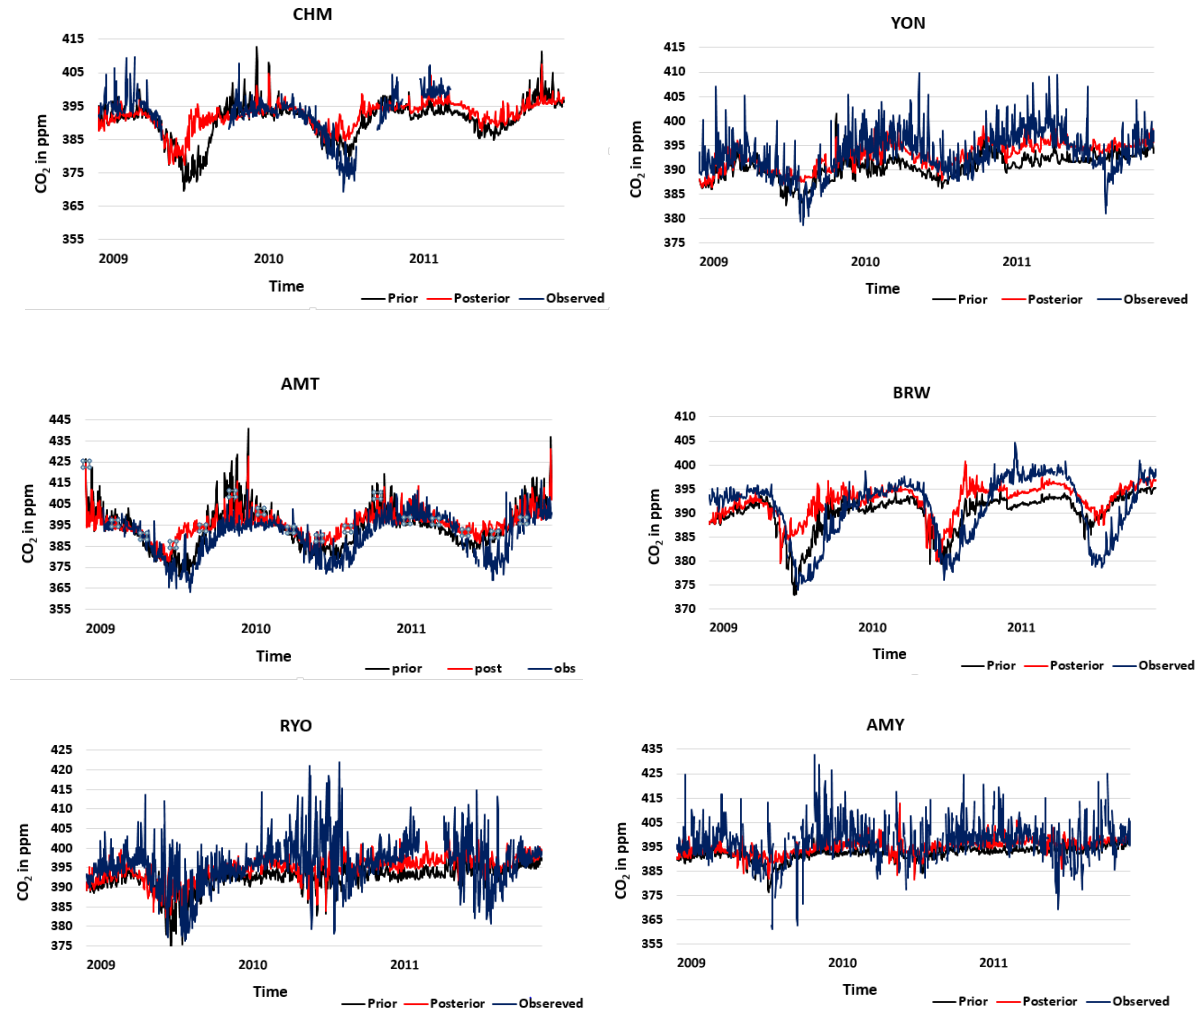 CHM
CO2 in ppm
415
405
395
385
375
365
355
2009 2010 2011
Time
Prior Posterior Observed
YON
CO2 in ppm
415
410
405
400
395
390
385
380
375
2009 2010 2011
Time
Prior Posterior Obsereved
AMT
CO2 in ppm
445
435
425
415
405
395
385
375
365
355
2009 2010 2011
Time
prior post obs
BRW
CO2 in ppm
410
405
400
395
390
385
380
375
370
2009 2010 2011
Time
Prior Posterior Observed
RYO
CO2 in ppm
425
420
415
410
405
400
395
390
385
380
375
2009 2010 2011
Time
Prior Posterior Obsereved
AMY
CO2 in ppm
435
425
415
405
395
385
375
365
355
2009 2010 2011
Time
Prior Posterior Observed